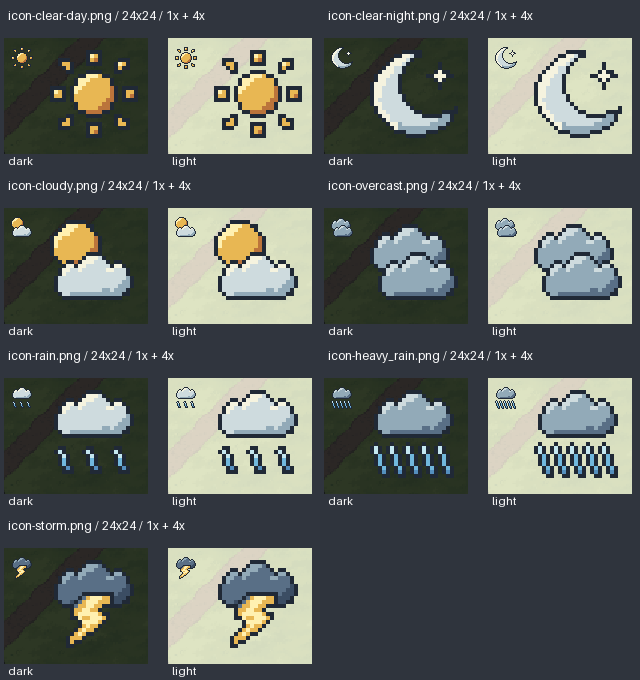 icon-clear-day.png / 24x24 / 1x + 4x
icon-clear-night.png / 24x24 / 1x + 4x
dark
light
dark
light
icon-cloudy.png / 24x24 / 1x + 4x
icon-overcast.png / 24x24 / 1x + 4x
dark
light
dark
light
icon-rain.png / 24x24 / 1x + 4x
icon-heavy_rain.png / 24x24 / 1x + 4x
dark
light
dark
light
icon-storm.png / 24x24 / 1x + 4x
dark
light